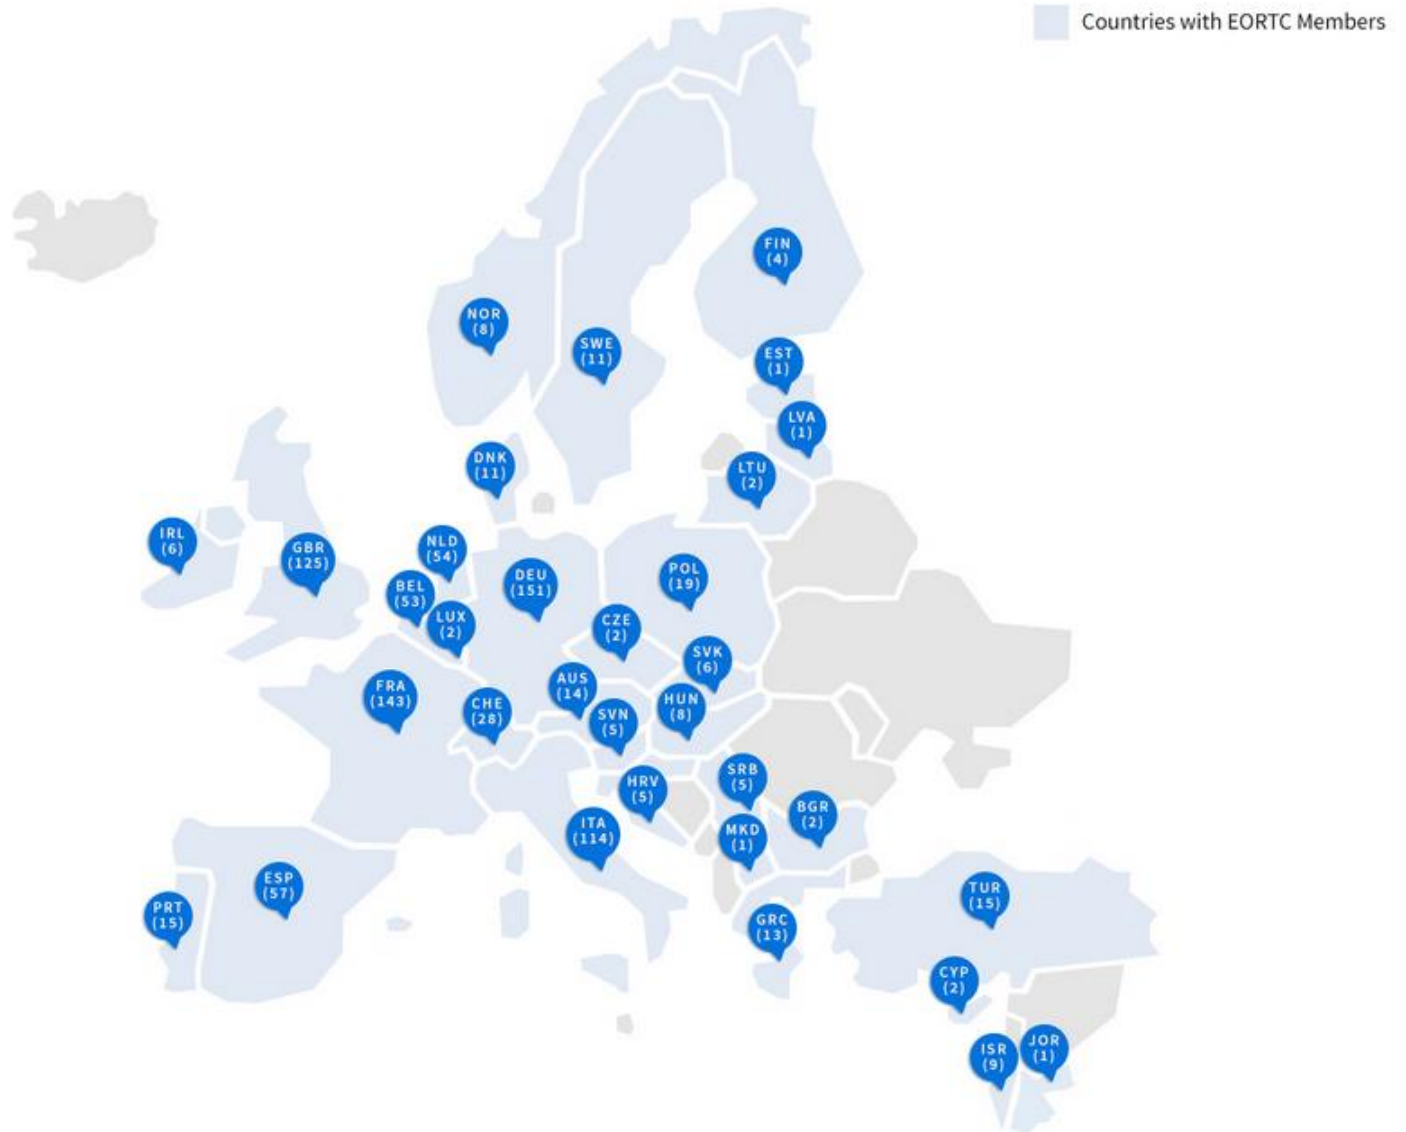 Countries with EORTC Members
FIN
(4)
NOR
(8)
SWE
(11)
EST
(1)
LVA
(1)
DNK
(11)
LTU
(2)
IRL
(6)
GBR
(125)
NLD
(54)
BEL
(53)
DEU
(151)
POL
(19)
LUX
(2)
CZE
(2)
SVK
(6)
FRA
(143)
CHE
(28)
AUS
(14)
SVN
(5)
HUN
(8)
HRV
(5)
SRB
(5)
BGR
(2)
ITA
(114)
MKD
(1)
ESP
(57)
PRT
(15)
GRC
(13)
TUR
(15)
CYP
(2)
ISR
(9)
JOR
(1)